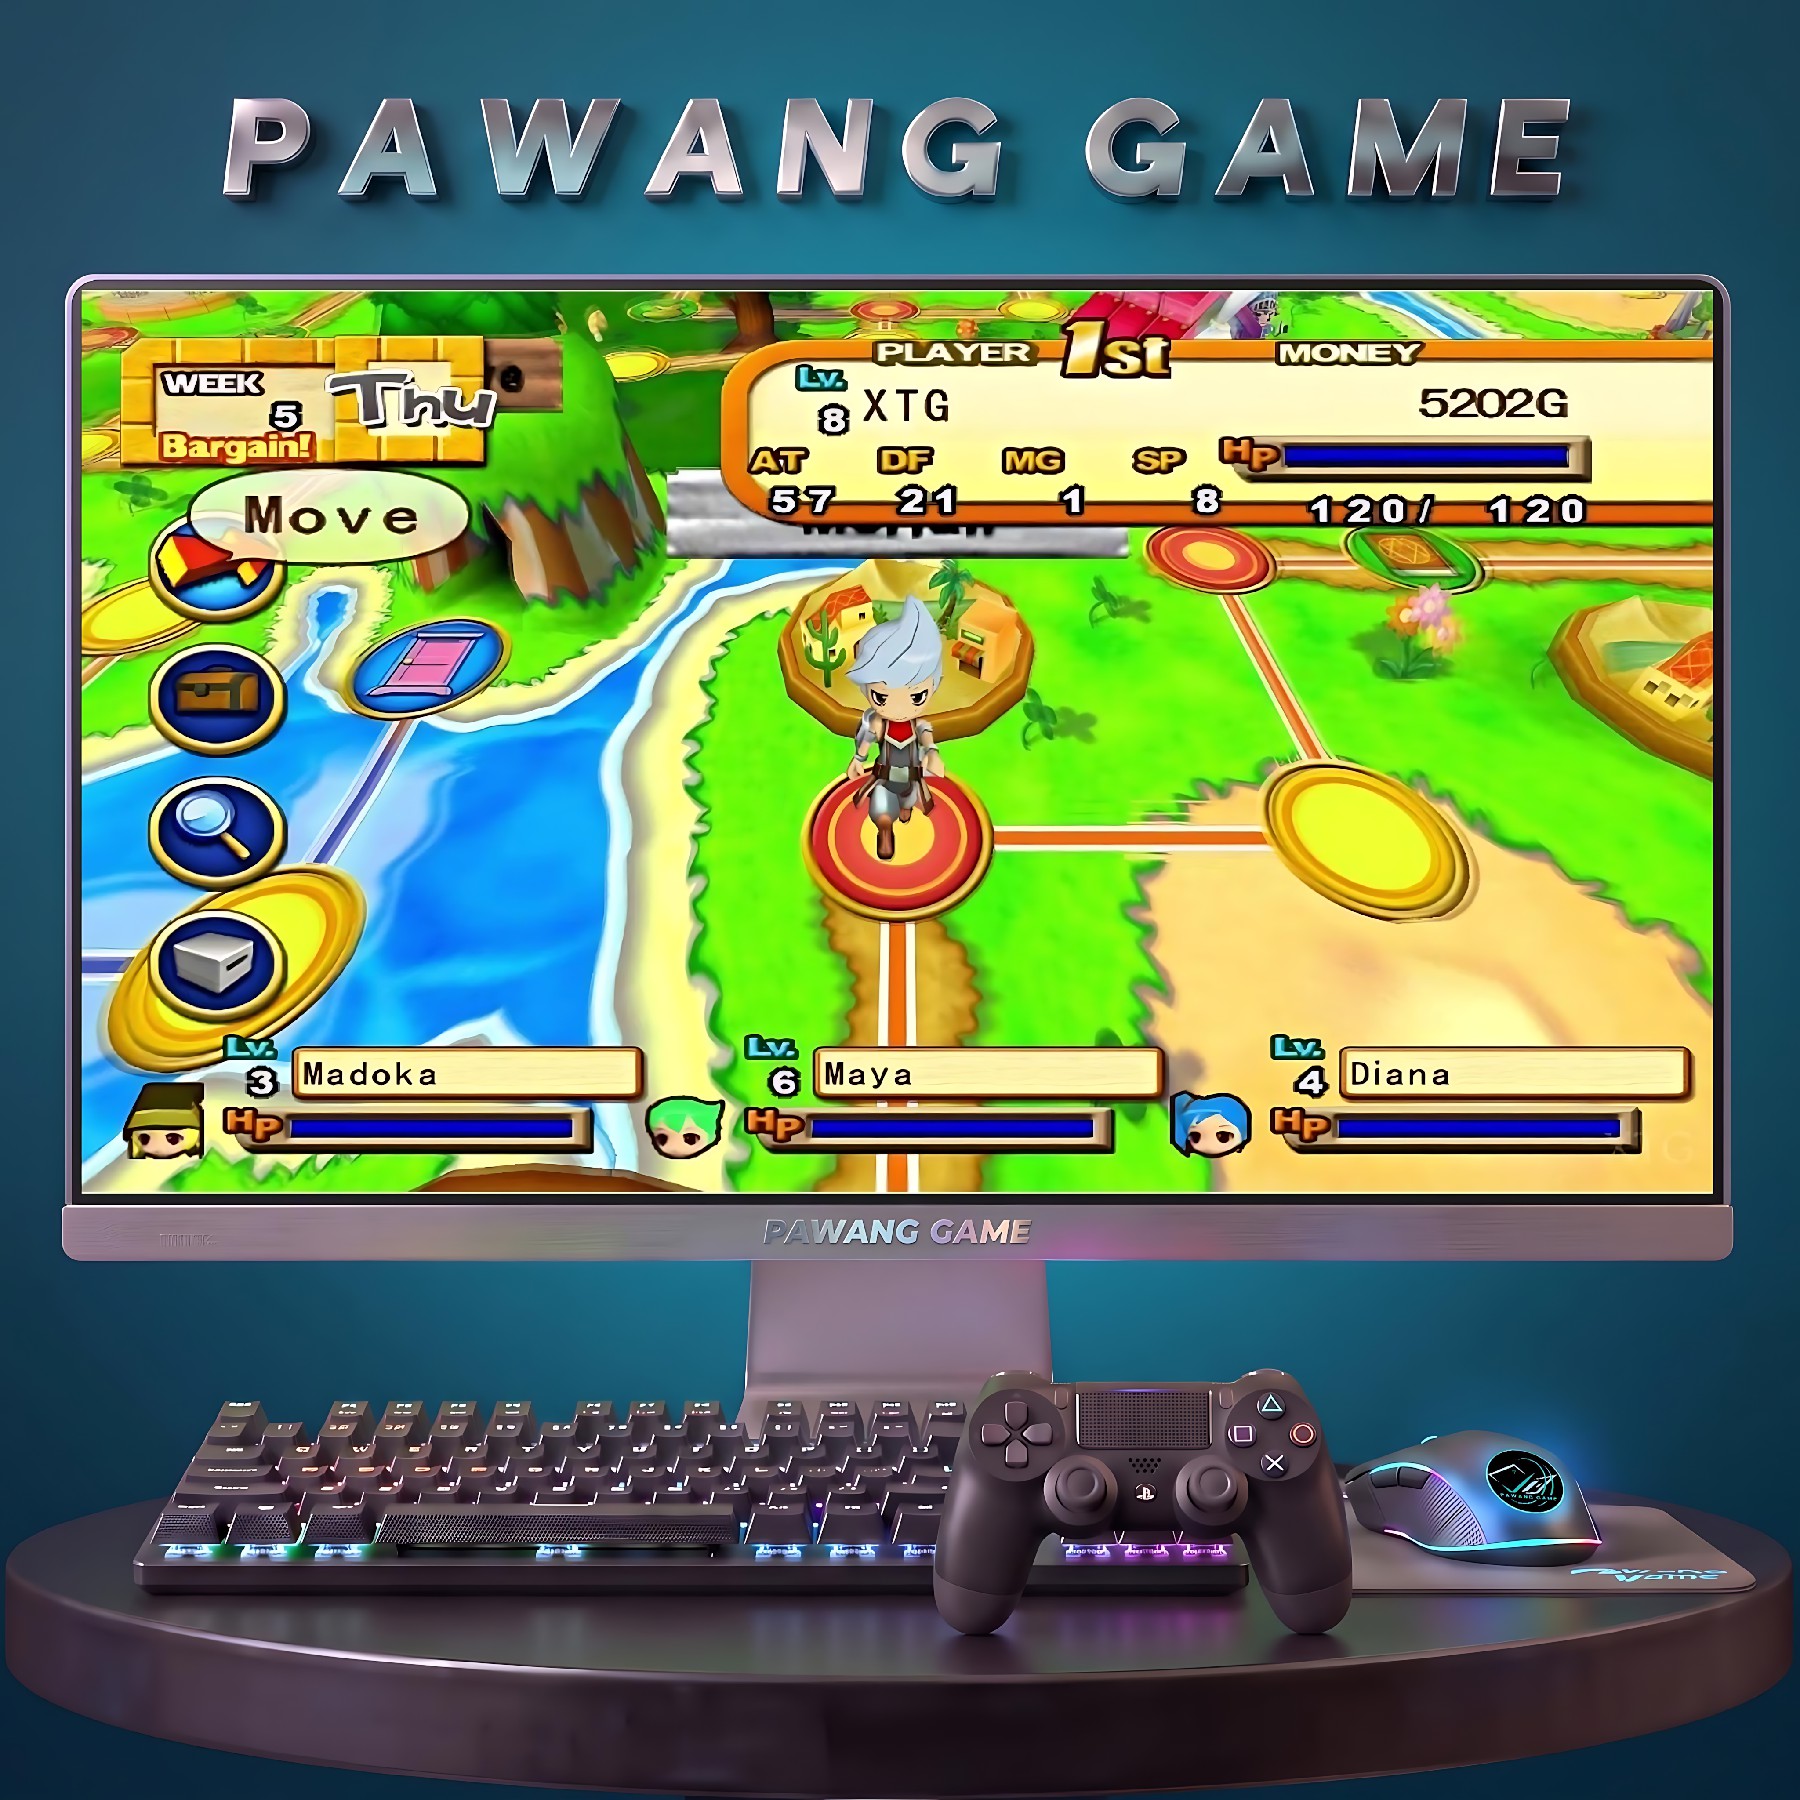 PAWANG GAME
WEEK
5
Thu
Bargain!
Move
PLAYER
1st
MONEY
Lv.
8
XTG
5202G
AT
DF
MG
SP
Hp
57
21
1
8
120/ 120
Lv.
3
Madoka
Hp
Lv.
6
Maya
Hp
Lv.
4
Diana
Hp
PAWANG GAME
PAWANG GAME